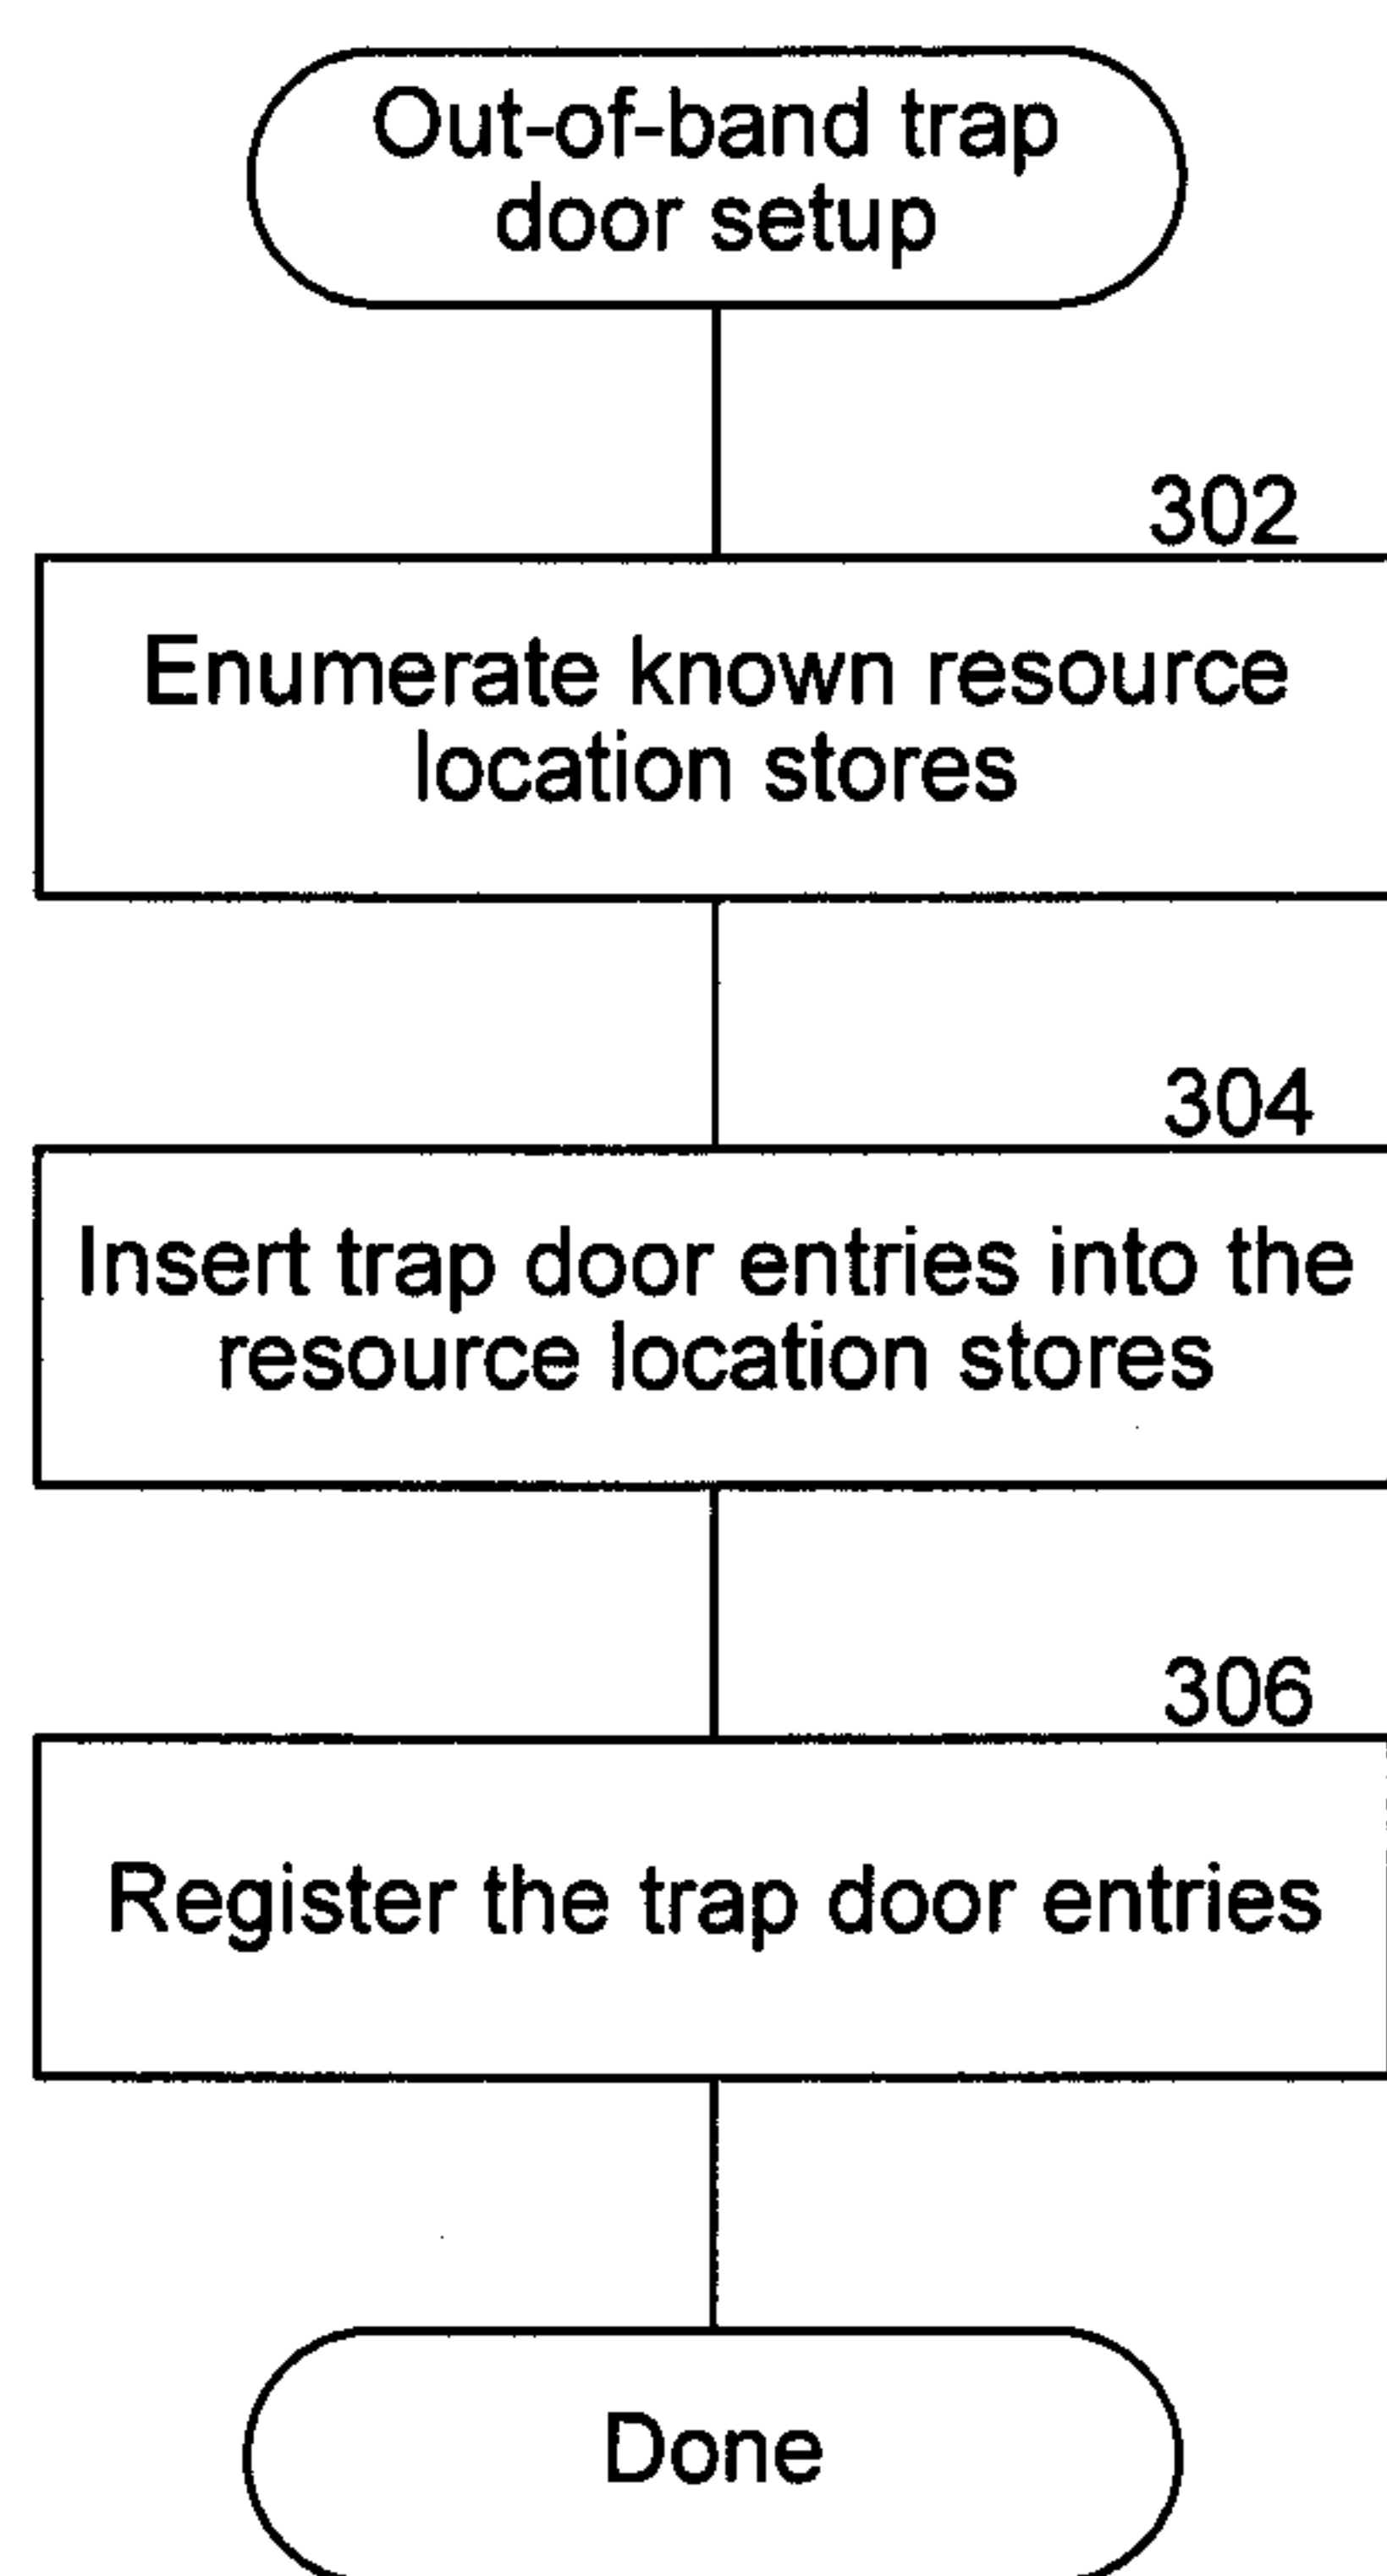 Out-of-band trap
door setup
302
Enumerate known resource
location stores
304
Insert trap door entries into the
resource location stores
306
Register the trap door entries
Done